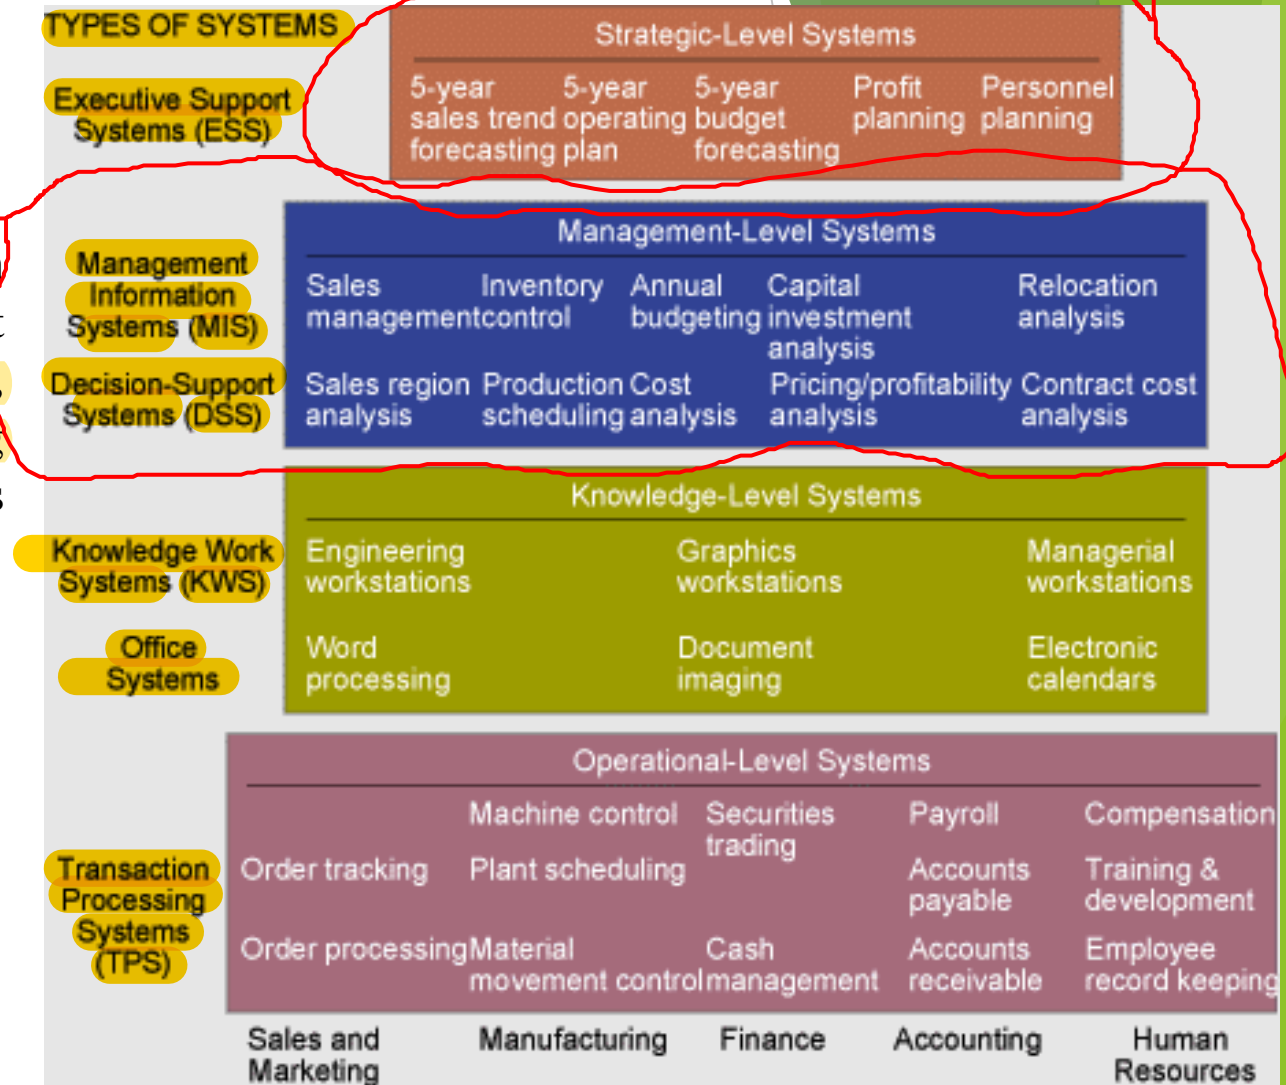 TYPES OF SYSTEMS
Strategic-Level Systems
Executive Support
Systems (ESS)
5-year 5-year 5-year Profit Personnel
sales trend operating budget planning planning
forecasting plan forecasting
Management-Level Systems
Management
Information
Systems (MIS)
Sales Inventory Annual Capital Relocation
management control budgeting investment analysis
analysis
Decision-Support
Systems (DSS)
Sales region Production Cost Pricing/profitability Contract cost
analysis scheduling analysis analysis analysis
Knowledge-Level Systems
Knowledge Work
Systems (KWS)
Engineering Graphics Managerial
workstations workstations workstations
Office
Systems
Word Document Electronic
processing imaging calendars
Operational-Level Systems
Transaction
Processing
Systems
(TPS)
Machine control Securities Payroll Compensation
trading
Order tracking Plant scheduling Accounts Training &
payable development
Order processing Material Cash Accounts Employee
movement control management receivable record keeping
Sales and Manufacturing Finance Accounting Human
Marketing Resources